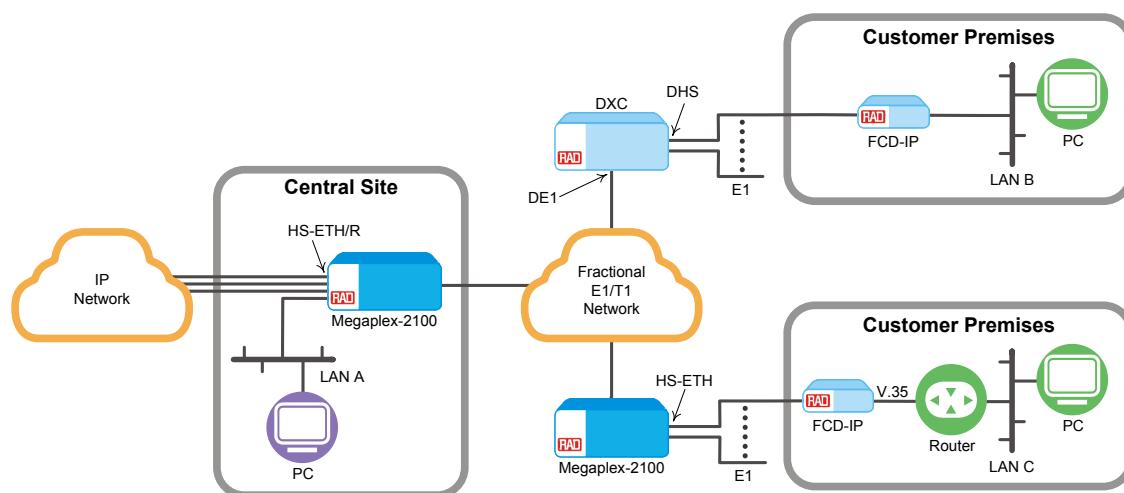 Customer Premises
DHS
DXC
RAD
RAD
FCD-IP
PC
LAN B
E1
DE1
Central Site
HS-ETH/R
IP
Network
RAD
Megaplex-2100
LAN A
PC
Fractional
E1/T1
Network
Customer Premises
HS-ETH
V.35
RAD
RAD
FCD-IP
Router
PC
LAN C
Megaplex-2100
E1